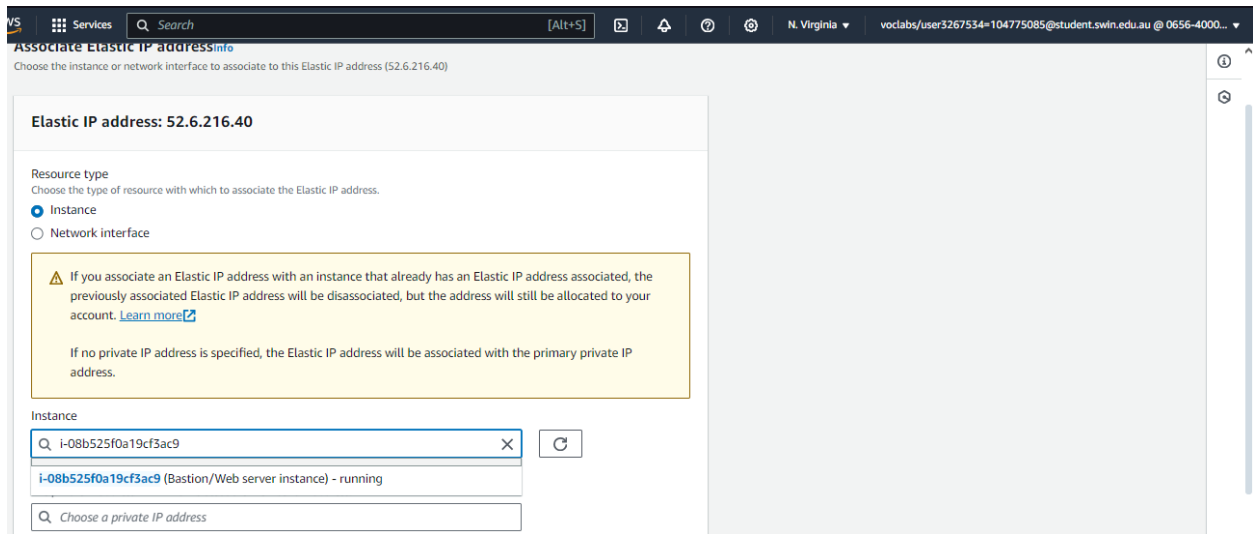 Services
Search
[Alt+S]
N. Virginia
voclabs/user3267534=104775085@student.swin.edu.au @ 0656-4000...
Associate Elastic IP address Info
Choose the instance or network interface to associate to this Elastic IP address (52.6.216.40)
Elastic IP address: 52.6.216.40
Resource type
Choose the type of resource with which to associate the Elastic IP address.
Instance
Network interface
If you associate an Elastic IP address with an instance that already has an Elastic IP address associated, the
previously associated Elastic IP address will be disassociated, but the address will still be allocated to your
account. Learn more
If no private IP address is specified, the Elastic IP address will be associated with the primary private IP
address.
Instance
i-08b525f0a19cf3ac9
i-08b525f0a19cf3ac9 (Bastion/Web server instance) - running
Choose a private IP address